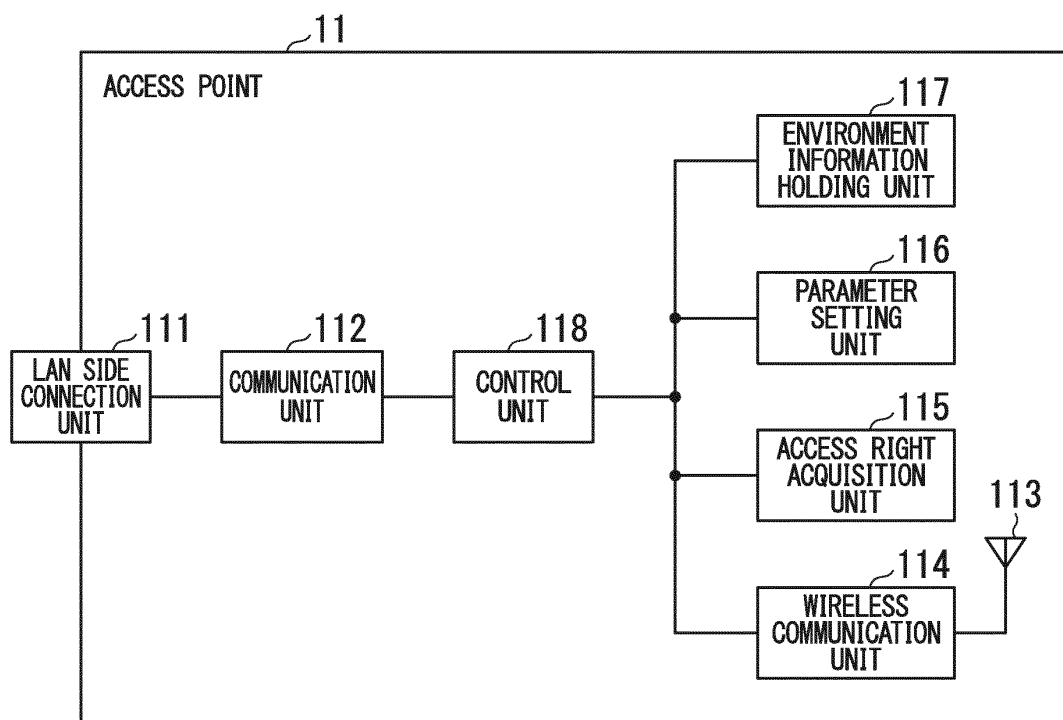 11
ACCESS POINT
117
ENVIRONMENT
INFORMATION
HOLDING UNIT
116
PARAMETER
SETTING
UNIT
111
LAN SIDE
CONNECTION
UNIT
112
COMMUNICATION
UNIT
118
CONTROL
UNIT
115
ACCESS RIGHT
ACQUISITION
UNIT
113
114
WIRELESS
COMMUNICATION
UNIT